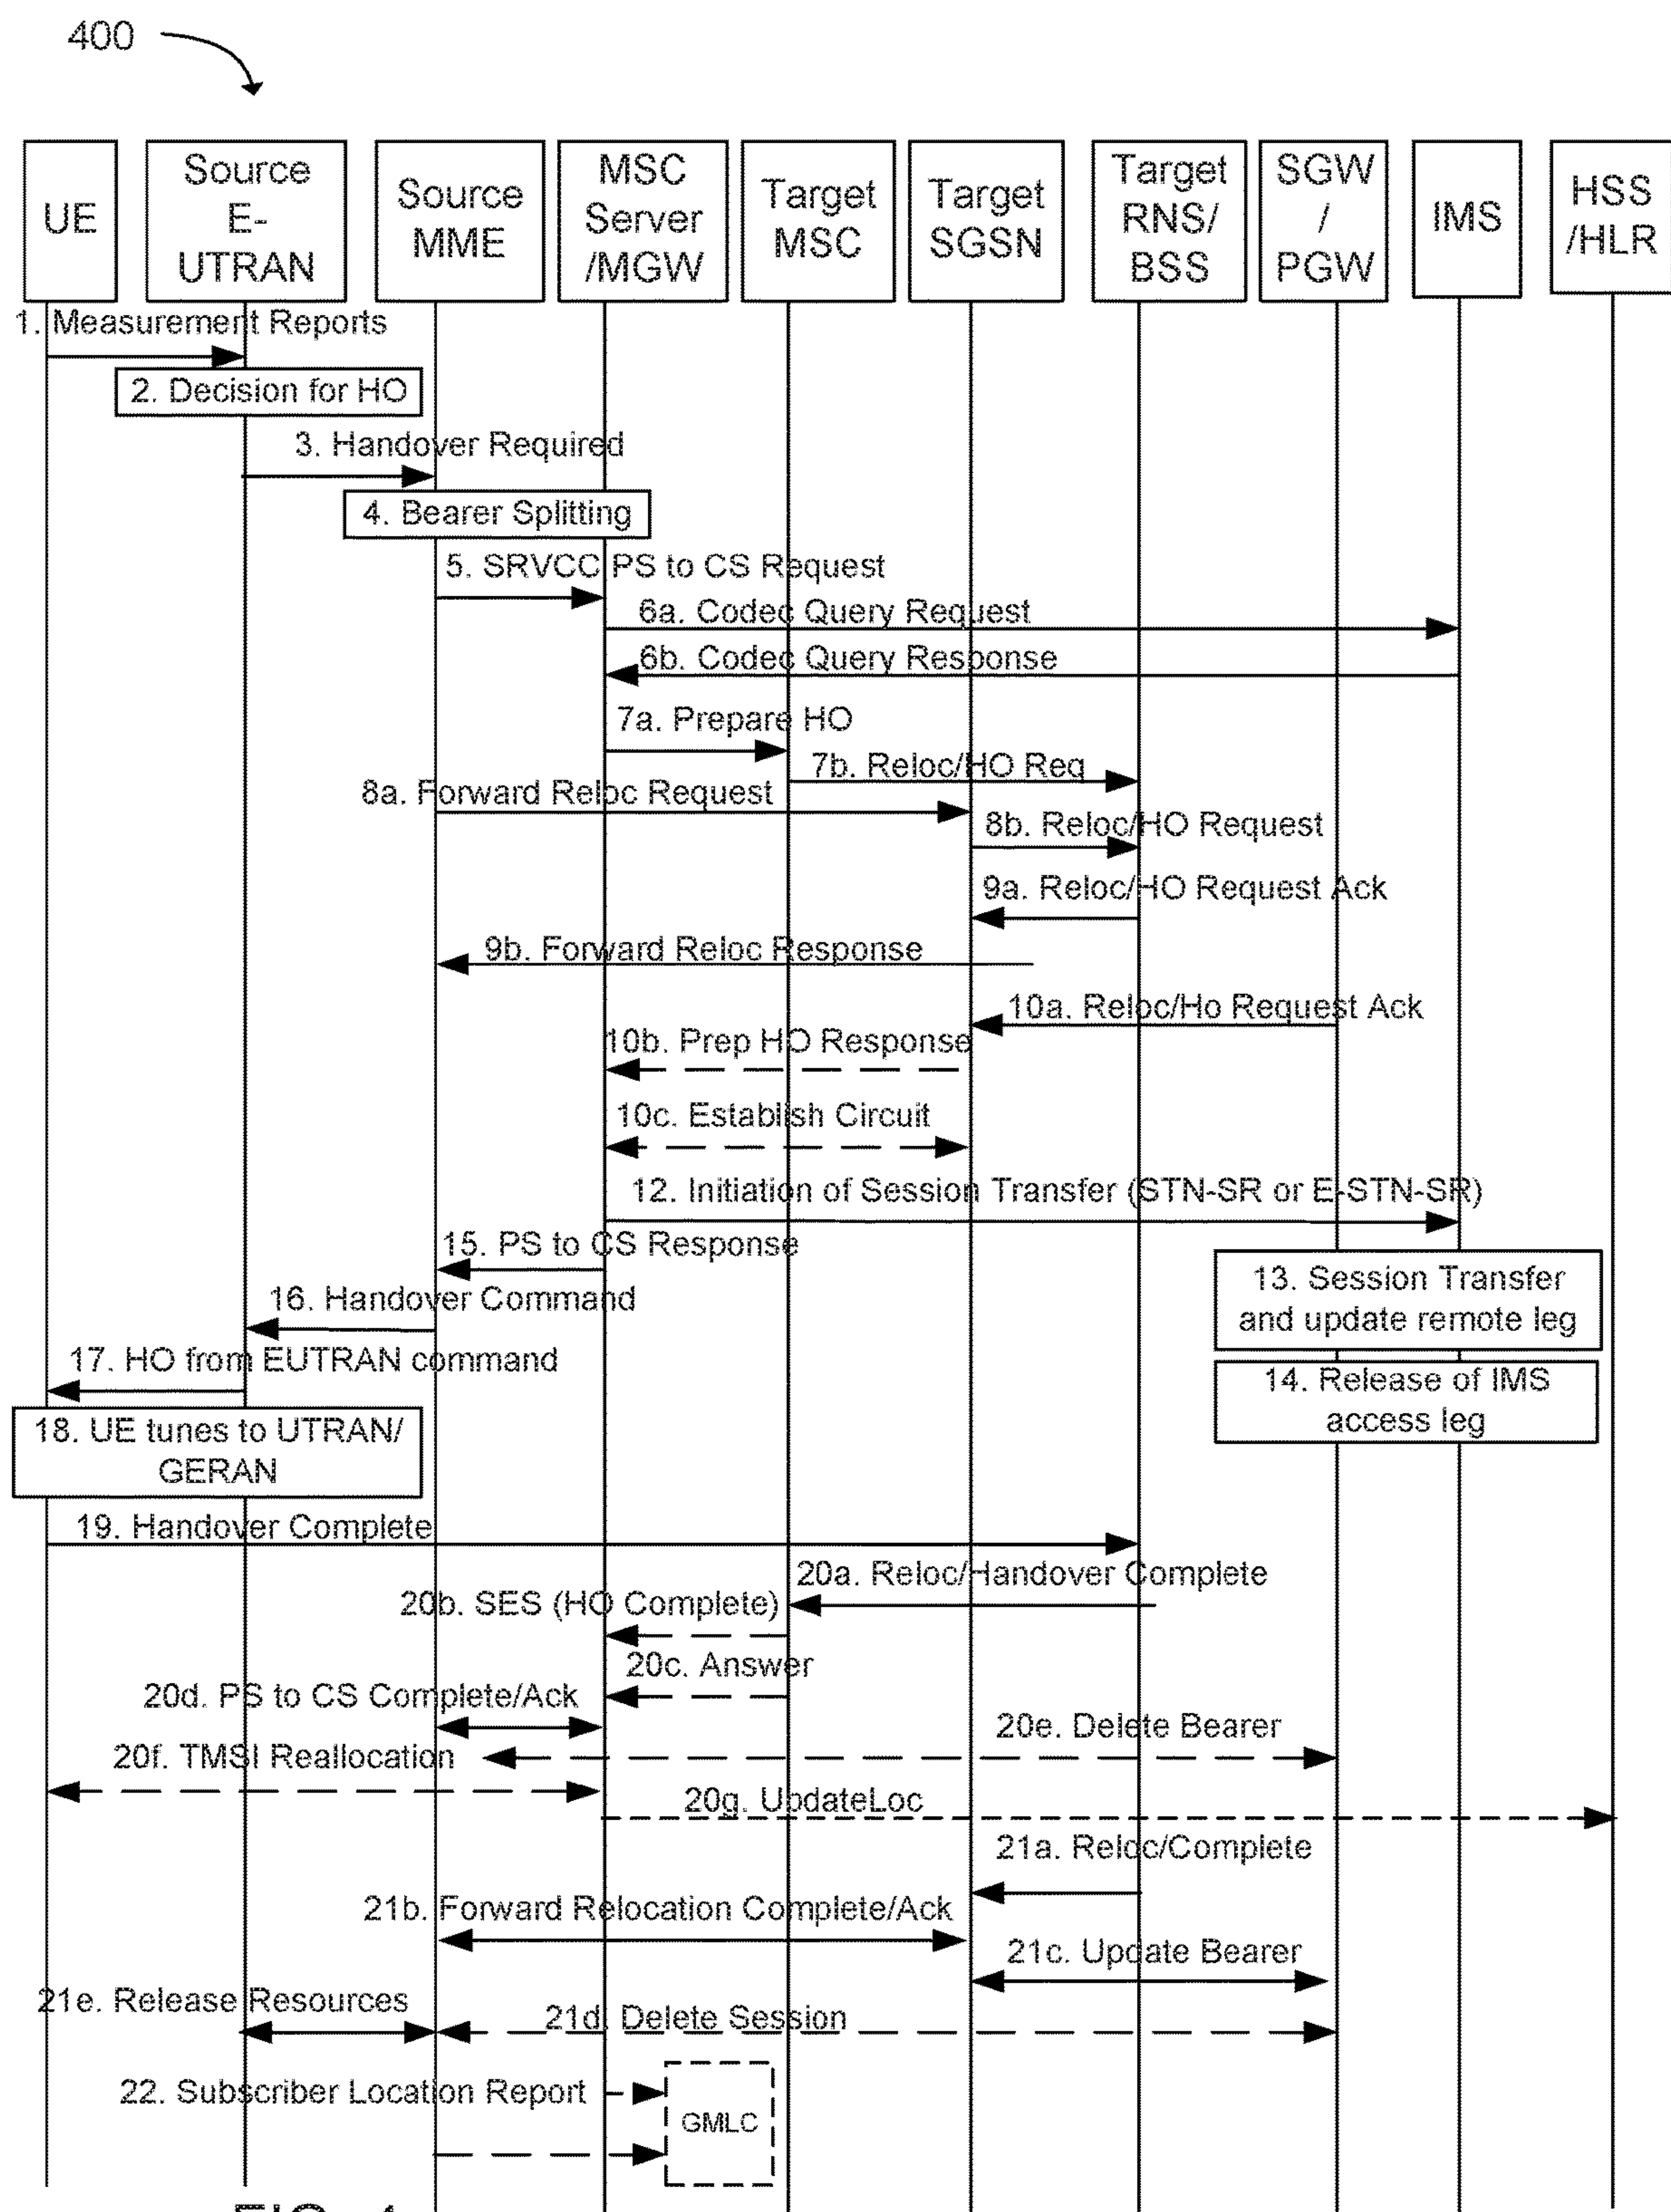 400
UE
Source
E-
UTRAN
Source
MME
MSC
Server
/MGW
Target
MSC
Target
SGSN
Target
RNS/
BSS
SGW
/
PGW
IMS
HSS
/HLR
1. Measurement Reports
2. Decision for HO
3. Handover Required
4. Bearer Splitting
5. SRVCC PS to CS Request
6a. Codec Query Request
6b. Codec Query Response
7a. Prepare HO
7b. Reloc/HO Req
8a. Forward Reloc Request
8b. Reloc/HO Request
9a. Reloc/HO Request Ack
9b. Forward Reloc Response
10a. Reloc/Ho Request Ack
10b. Prep HO Response
10c. Establish Circuit
12. Initiation of Session Transfer (STN-SR or E-STN-SR)
15. PS to CS Response
13. Session Transfer
and update remote leg
16. Handover Command
17. HO from EUTRAN command
14. Release of IMS
access leg
18. UE tunes to UTRAN/
GERAN
19. Handover Complete
20a. Reloc/Handover Complete
20b. SES (HO Complete)
20c. Answer
20d. PS to CS Complete/Ack
20e. Delete Bearer
20f. TMSI Reallocation
20g. UpdateLoc
21a. Reloc/Complete
21b. Forward Relocation Complete/Ack
21c. Update Bearer
21e. Release Resources
21d. Delete Session
22. Subscriber Location Report
GMLC